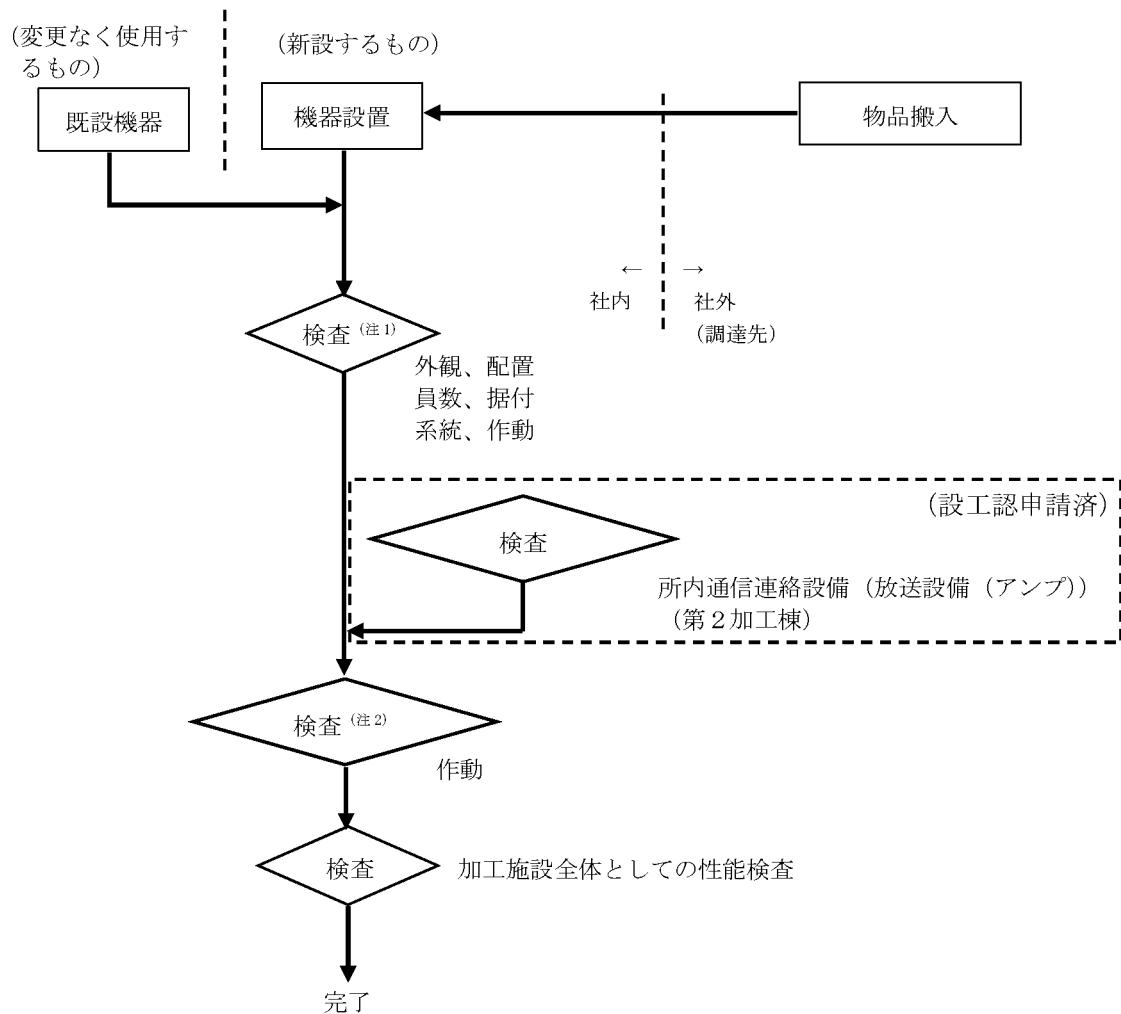 (変更なく使用す
るもの)
(新設するもの)
既設機器
機器設置
物品搬入
← →
社内 社外
(調達先)
検査 (注1)
外観、配置
員数、据付
系統、作動
(設工認申請済)
検査
所内通信連絡設備（放送設備（アンプ））
（第２加工棟）
検査 (注2)
作動
検査
加工施設全体としての性能検査
完了